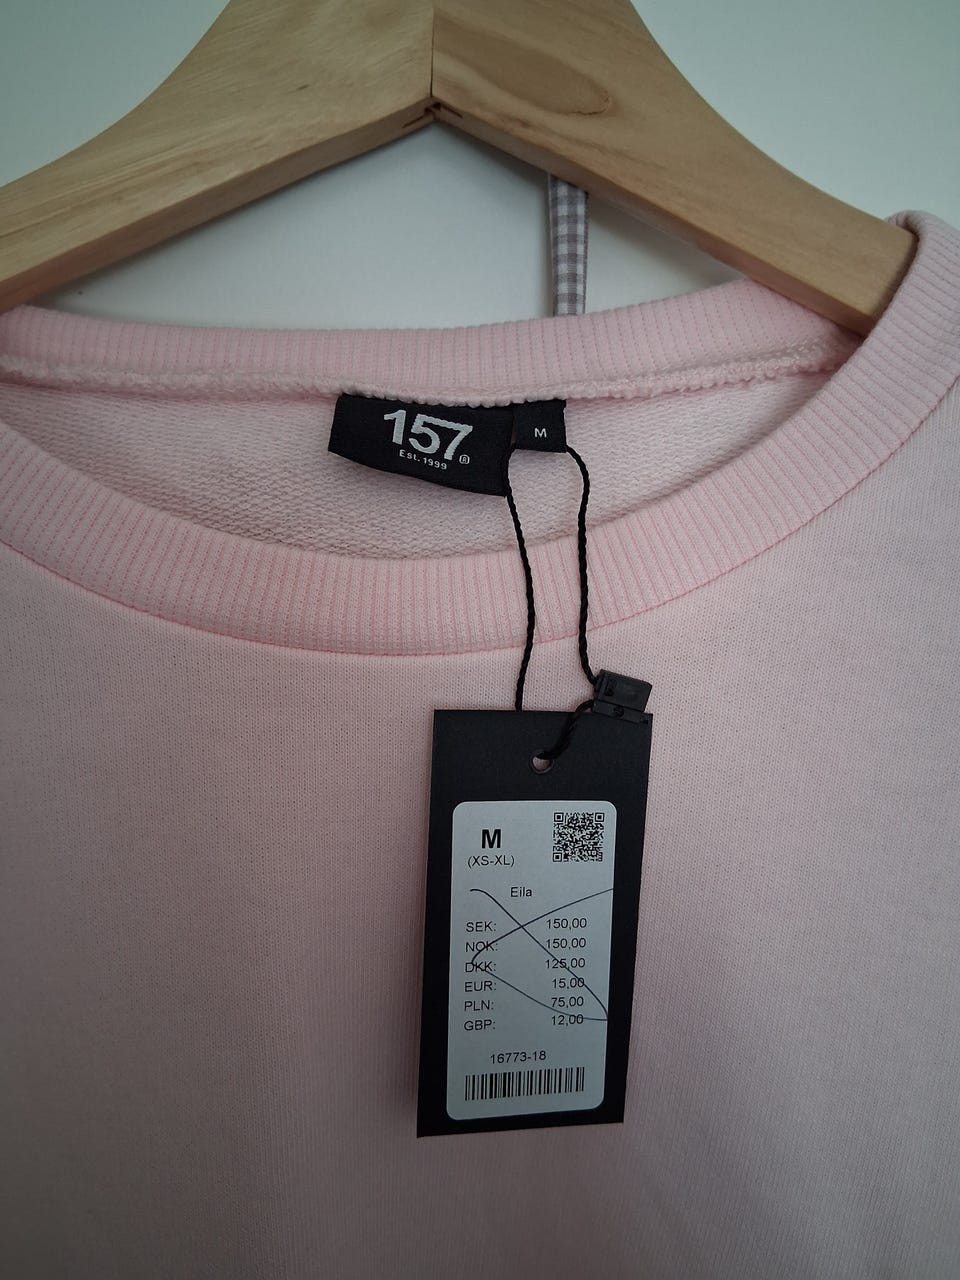 157
Est. 1999 ®
M
M
(XS-XL)
Eila
SEK: 150,00
NOK: 150,00
DKK: 125,00
EUR: 15,00
PLN: 75,00
GBP: 12,00
16773-18